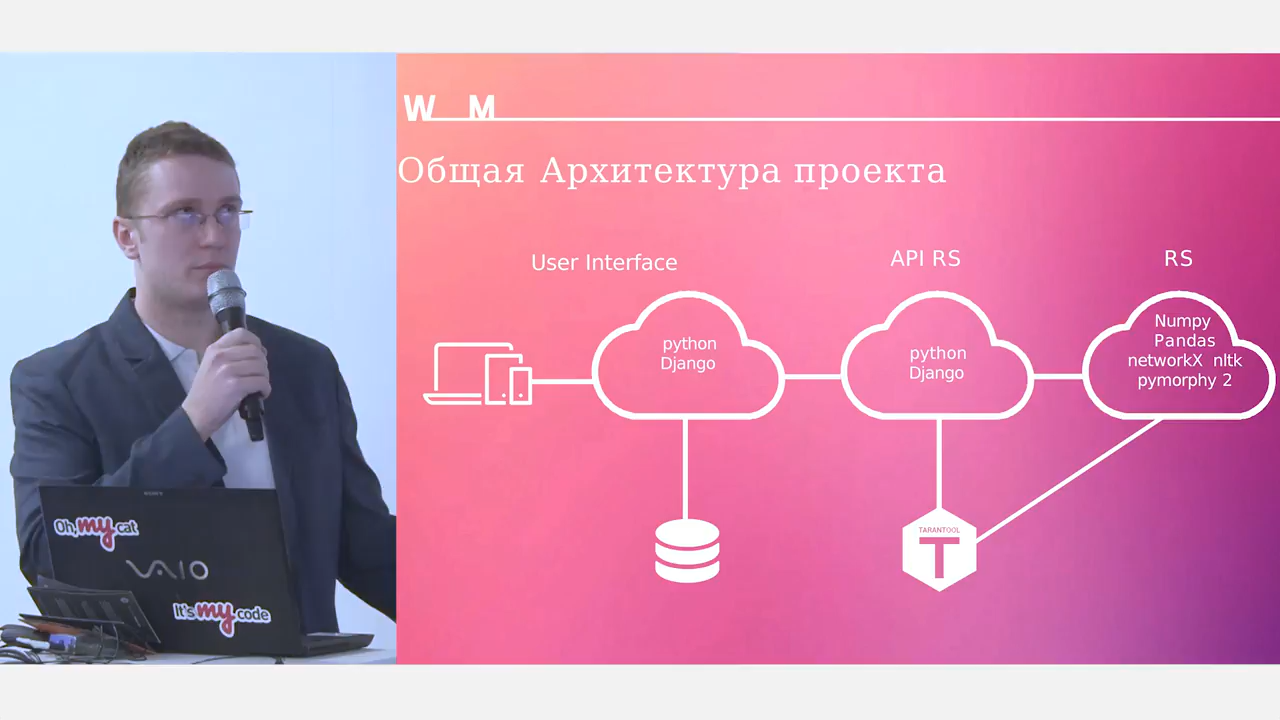 W M
Общая Архитектура проекта
User Interface
API RS
RS
python
Django
python
Django
Numpy
Pandas
networkX nltk
pymorphy 2
TARANTOOL
T
SONY
Oh, my cat
VAIO
It's my code